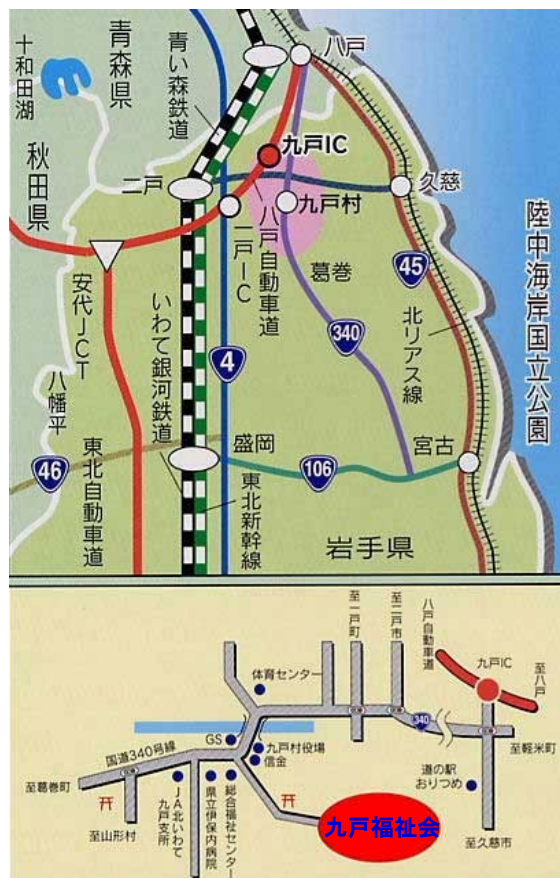 十和田湖
青森県
青い森鉄道
八戸
秋田県
九戸IC
二戸
久慈
九戸村
一戸IC
八戸自動車道
葛巻
陸中海岸国立公園
45
安代JCT
いわて銀河鉄道
4
340
北リアス線
八幡平
盛岡
宮古
46
106
東北自動車道
東北新幹線
岩手県
至一戸町
至二戸市
八戸自動車道
九戸IC
至八戸
体育センター
340
GS
九戸村役場
信金
国道340号線
至軽米町
道の駅
おりつめ
至葛巻町
至山形村
JA北いわて
九戸支所
県立伊保内病院
総合福祉センター
九戸福祉会
至久慈市